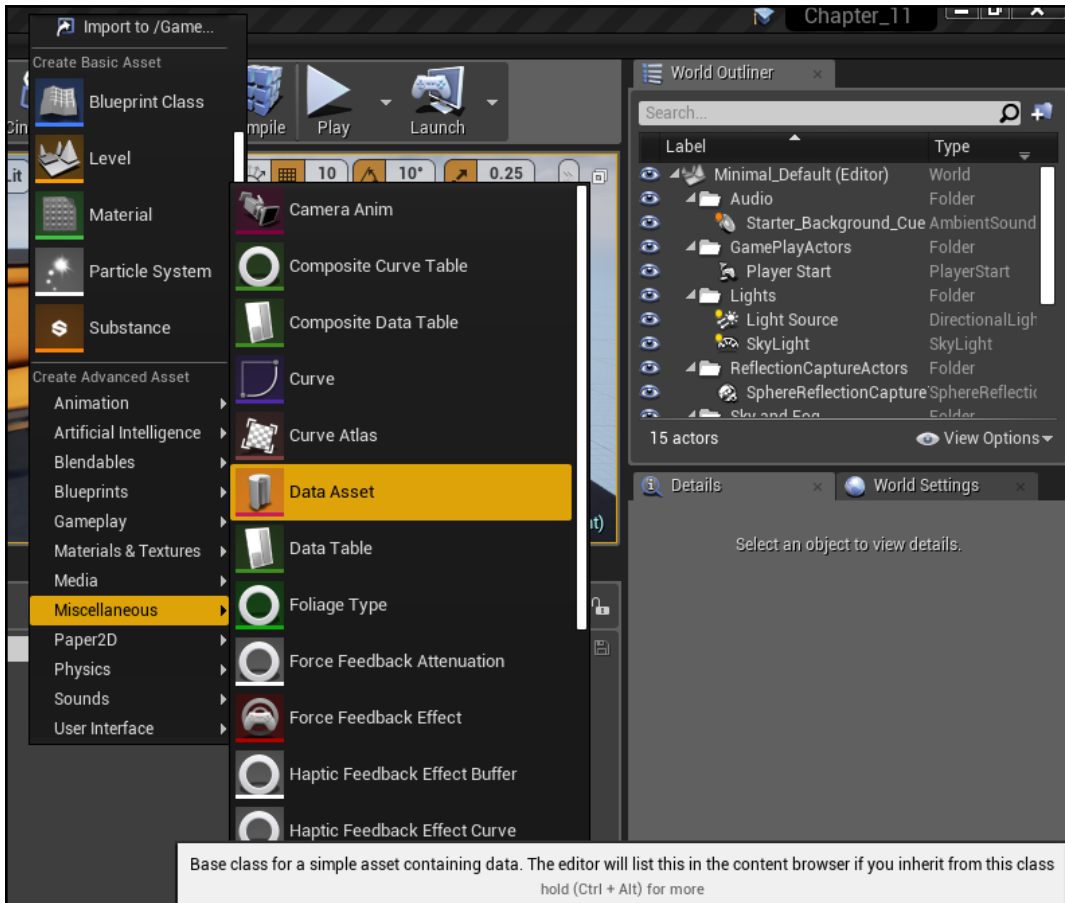 Chapter_11
Import to /Game...
Create Basic Asset
Blueprint Class
Level
Material
Particle System
Substance
Create Advanced Asset
Animation
Artificial Intelligence
Blendables
Blueprints
Gameplay
Materials & Textures
Media
Miscellaneous
Paper2D
Physics
Sounds
User Interface
Play
Launch
10
10°
0.25
Camera Anim
Composite Curve Table
Composite Data Table
Curve
Curve Atlas
Data Asset
Data Table
Foliage Type
Force Feedback Attenuation
Force Feedback Effect
Haptic Feedback Effect Buffer
Haptic Feedback Effect Curve
World Outliner
Search...
Label Type
Minimal_Default (Editor) World
Audio Folder
Starter_Background_Cue AmbientSound
GamePlayActors Folder
Player Start PlayerStart
Lights Folder
Light Source DirectionalLigh
SkyLight SkyLight
ReflectionCaptureActors Folder
SphereReflectionCapture SphereReflectic
Sky and Fog Folder
15 actors View Options
Details World Settings
Select an object to view details.
Base class for a simple asset containing data. The editor will list this in the content browser if you inherit from this class
hold (Ctrl + Alt) for more